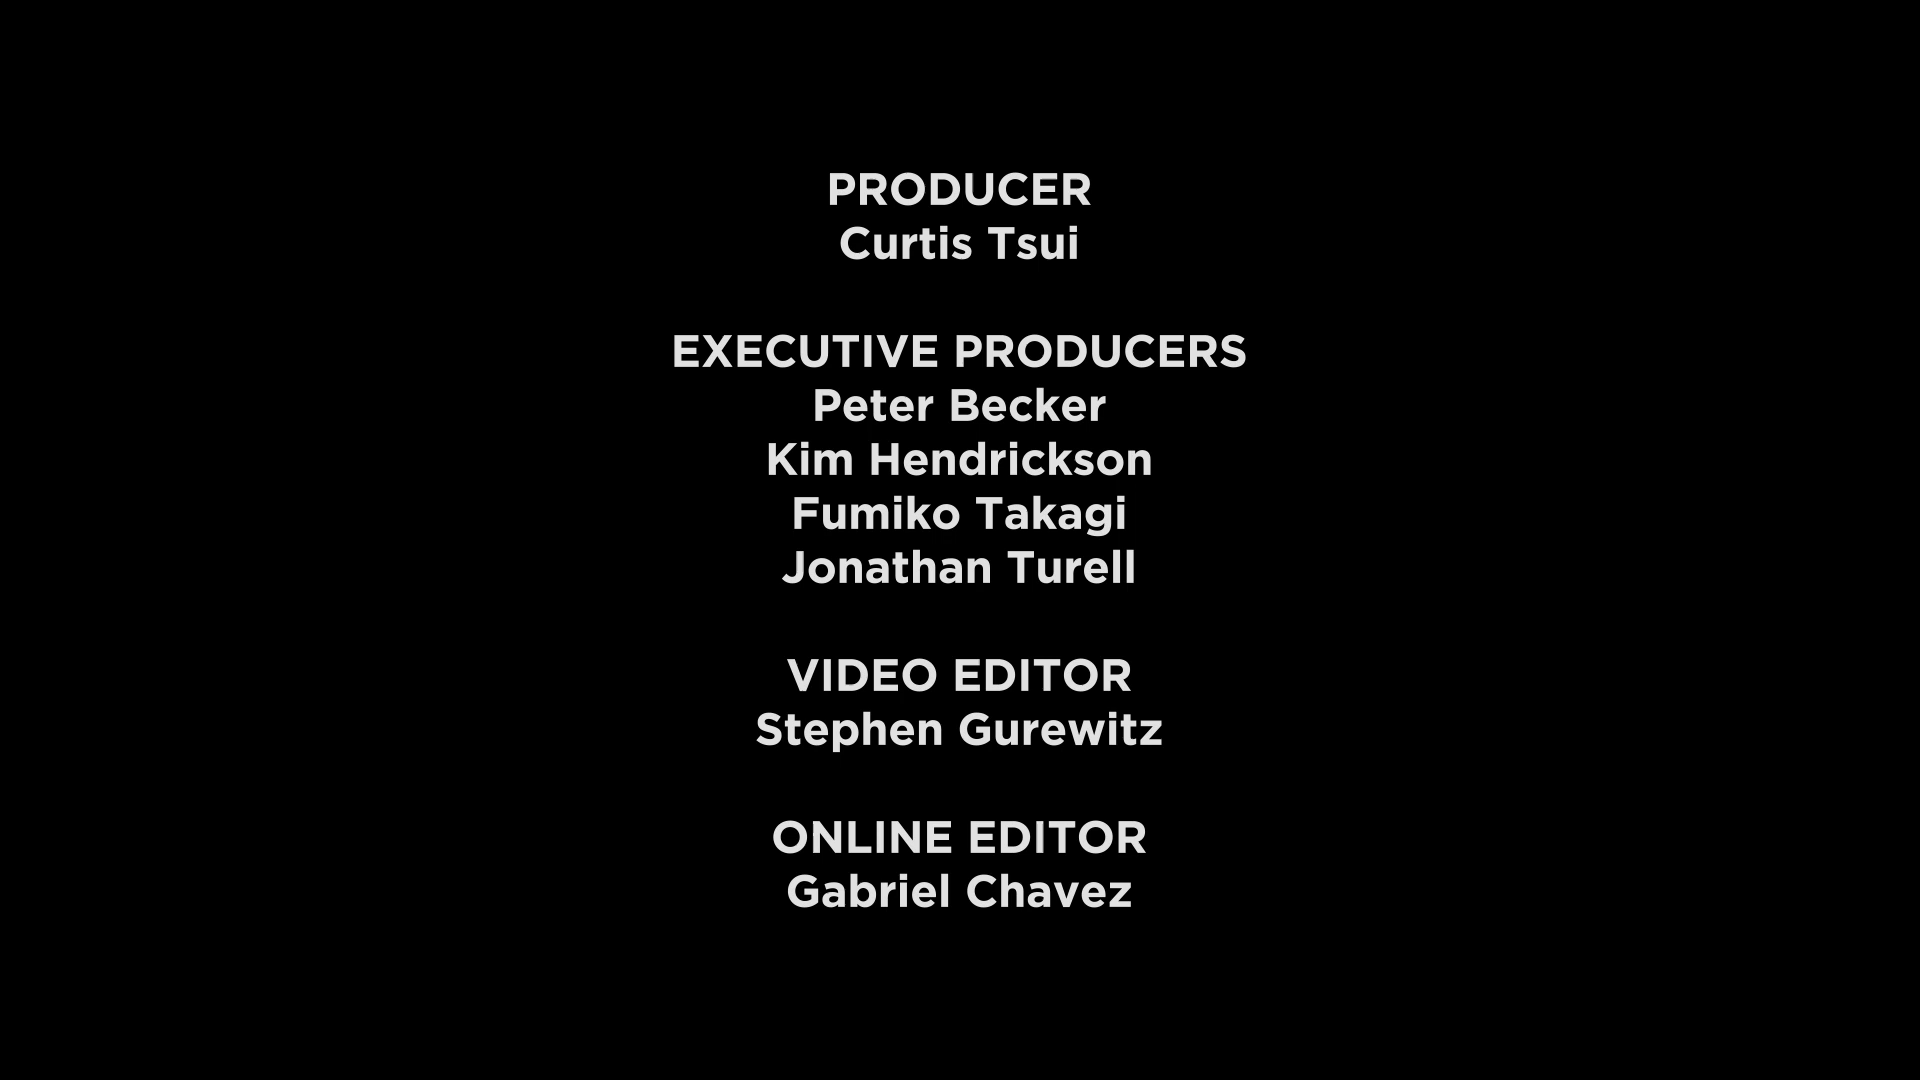 PRODUCER
Curtis Tsui
EXECUTIVE PRODUCERS
Peter Becker
Kim Hendrickson
Fumiko Takagi
Jonathan Turell
VIDEO EDITOR
Stephen Gurewitz
ONLINE EDITOR
Gabriel Chavez